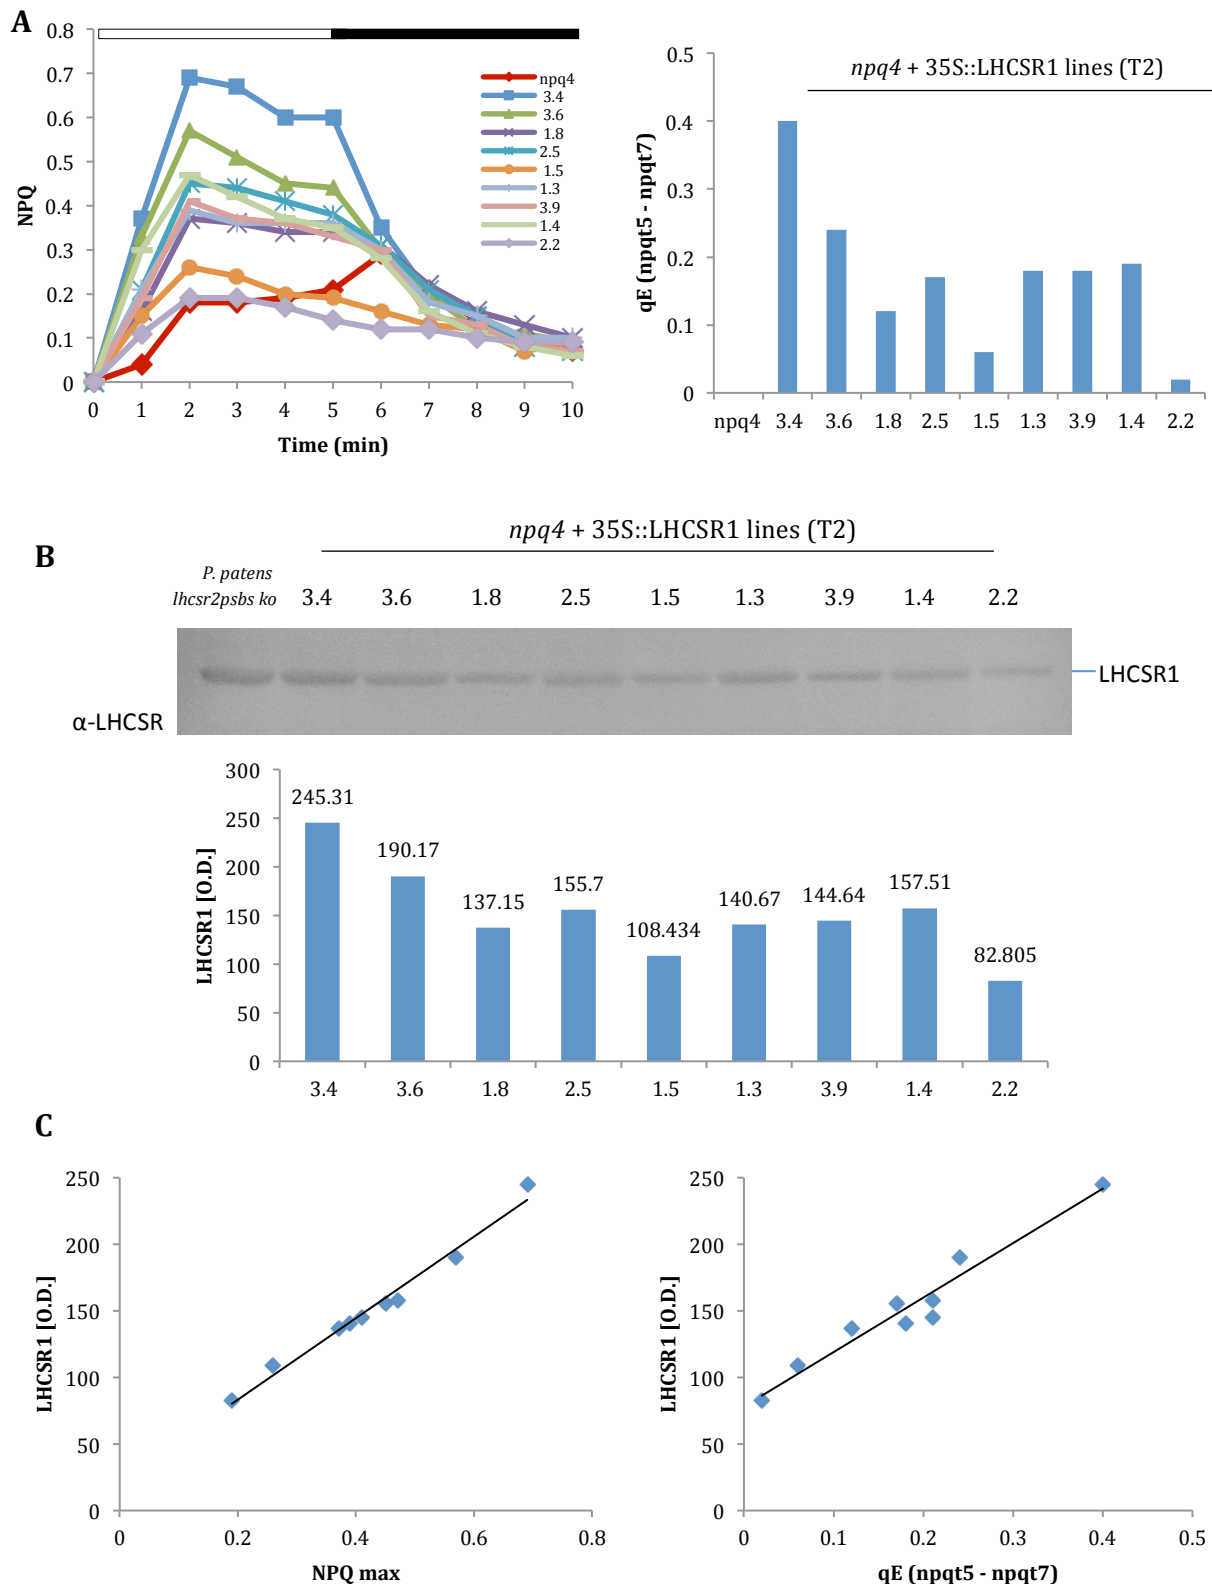 A
0.8
0.7
0.6
0.5
0.4
0.3
0.2
0.1
0
NPQ
0 1 2 3 4 5 6 7 8 9 10
Time (min)
npq4
3.4
3.6
1.8
2.5
1.5
1.3
3.9
1.4
2.2
npq4 + 35S::LHCSR1 lines (T2)
0.5
0.4
0.3
0.2
0.1
0
qE (npqt5 - npqt7)
npq4 3.4 3.6 1.8 2.5 1.5 1.3 3.9 1.4 2.2
B
npq4 + 35S::LHCSR1 lines (T2)
P. patens
lhcsr2psbs ko 3.4 3.6 1.8 2.5 1.5 1.3 3.9 1.4 2.2
LHCSR1
α-LHCSR
300
250
200
150
100
50
0
LHCSR1 [O.D.]
245.31
190.17
137.15
155.7
108.434
140.67
144.64
157.51
82.805
3.4 3.6 1.8 2.5 1.5 1.3 3.9 1.4 2.2
C
250
200
150
100
50
0
LHCSR1 [O.D.]
0 0.2 0.4 0.6 0.8
NPQ max
250
200
150
100
50
0
LHCSR1 [O.D.]
0 0.1 0.2 0.3 0.4 0.5
qE (npqt5 - npqt7)